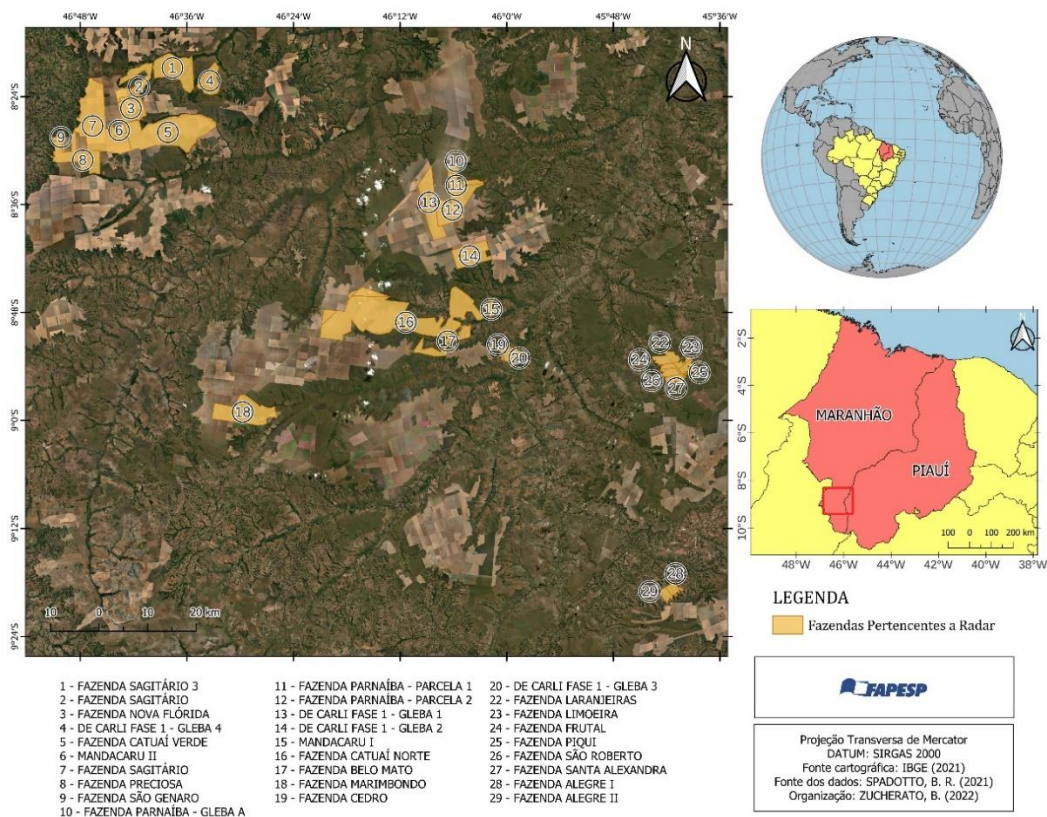 46°48'W 46°36'W 46°24'W 46°12'W 46°00'W 45°48'W 45°36'W
8°24'S
8°36'S
8°48'S
9°0'S
9°12'S
9°24'S
N
1
2
3
4
5
6
7
8
9
10
11
12
13
14
15
16
17
18
19
20
22
23
24
25
26
27
28
29
10 0 10 20 km
N
2°S
4°S
6°S
8°S
10°S
MARANHÃO
PIAUÍ
100 0 100 200 km
48°W 46°W 44°W 42°W 40°W 38°W
LEGENDA
Fazendas Pertencentes a Radar
FAPESP
Projeção Transversa de Mercator
DATUM: SIRGAS 2000
Fonte cartográfica: IBGE (2021)
Fonte dos dados: SPADOTTO, B. R. (2021)
Organização: ZUCHERATO, B. (2022)
1 - FAZENDA SAGITÁRIO 3
2 - FAZENDA SAGITÁRIO
3 - FAZENDA NOVA FLÓRIDA
4 - DE CARLI FASE 1 - GLEBA 4
5 - FAZENDA CATUAÍ VERDE
6 - MANDACARU II
7 - FAZENDA SAGITÁRIO
8 - FAZENDA PRECIOSA
9 - FAZENDA SÃO GENARO
10 - FAZENDA PARNAÍBA - GLEBA A
11 - FAZENDA PARNAÍBA - PARCELA 1
12 - FAZENDA PARNAÍBA - PARCELA 2
13 - DE CARLI FASE 1 - GLEBA 1
14 - DE CARLI FASE 1 - GLEBA 2
15 - MANDACARU I
16 - FAZENDA CATUAÍ NORTE
17 - FAZENDA BELO MATO
18 - FAZENDA MARIMBONDO
19 - FAZENDA CEDRO
20 - DE CARLI FASE 1 - GLEBA 3
22 - FAZENDA LARANJEIRAS
23 - FAZENDA LIMOEIRA
24 - FAZENDA FRUTAL
25 - FAZENDA PIQUI
26 - FAZENDA SÃO ROBERTO
27 - FAZENDA SANTA ALEXANDRA
28 - FAZENDA ALEGRE I
29 - FAZENDA ALEGRE II